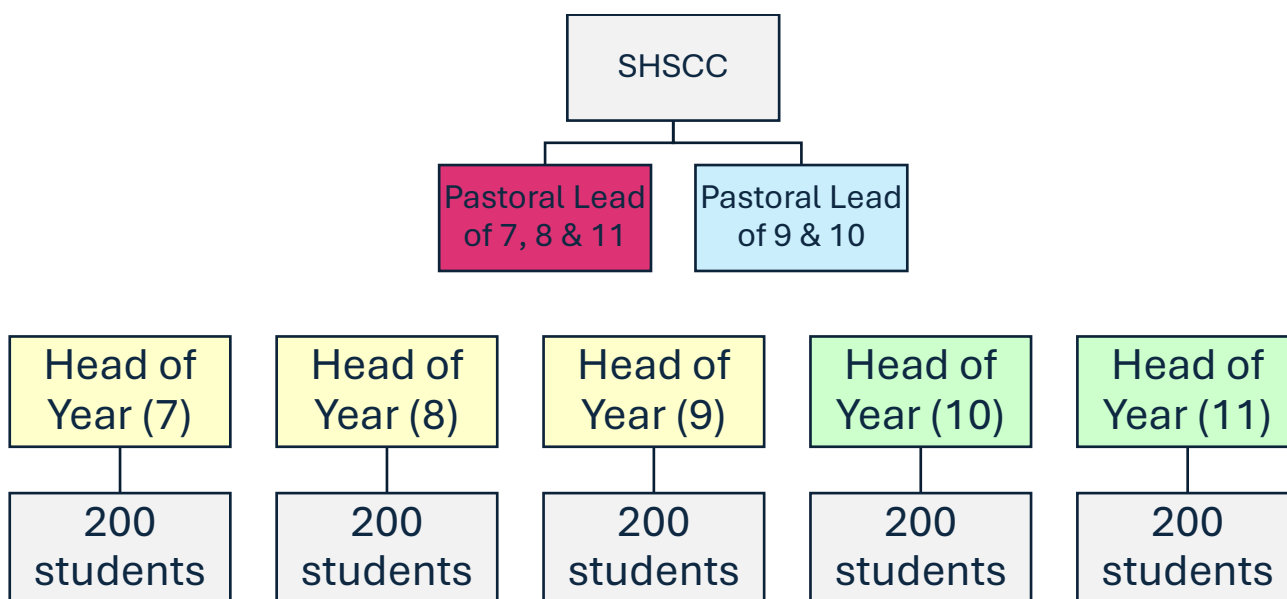 SHSCC
Pastoral Lead
of 7, 8 & 11
Pastoral Lead
of 9 & 10
Head of
Year (7)
Head of
Year (8)
Head of
Year (9)
Head of
Year (10)
Head of
Year (11)
200
students
200
students
200
students
200
students
200
students